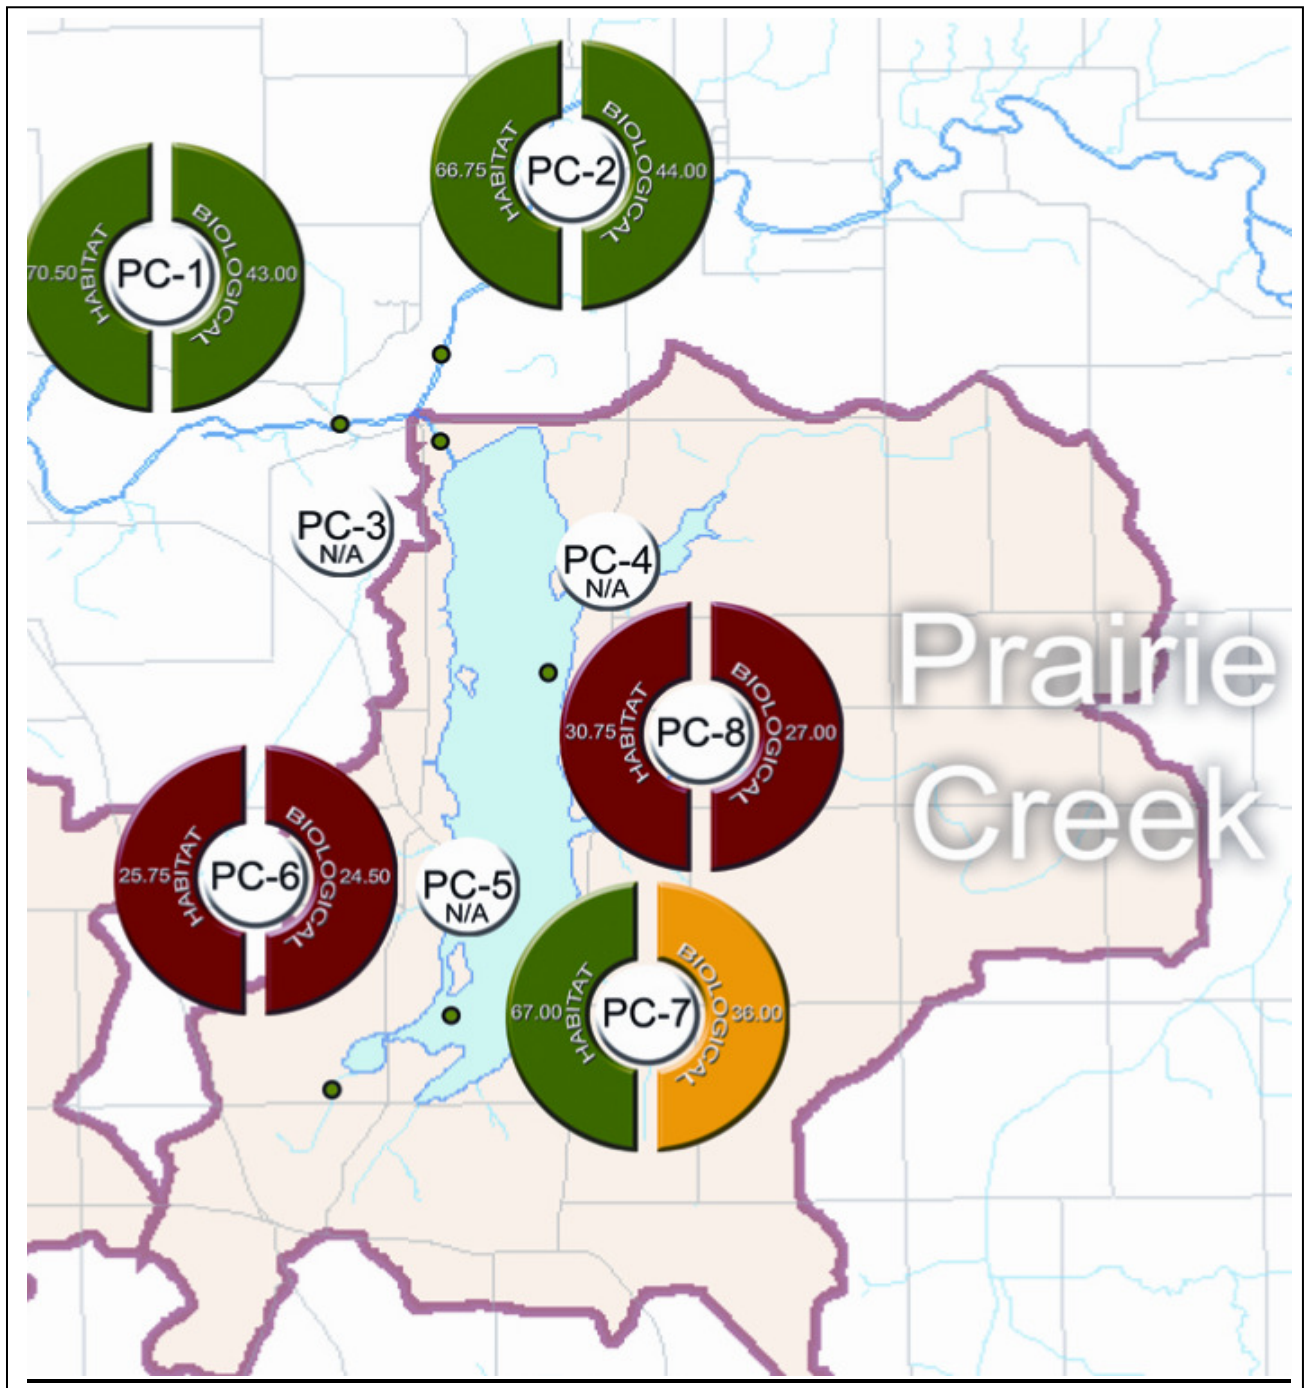 66.75
HABITAT
PC-2
BIOLOGICAL
44.00
70.50
HABITAT
PC-1
BIOLOGICAL
43.00
PC-3
N/A
PC-4
N/A
Prairie
Creek
30.75
HABITAT
PC-8
BIOLOGICAL
27.00
25.75
HABITAT
PC-6
BIOLOGICAL
24.50
PC-5
N/A
67.00
HABITAT
PC-7
BIOLOGICAL
36.00